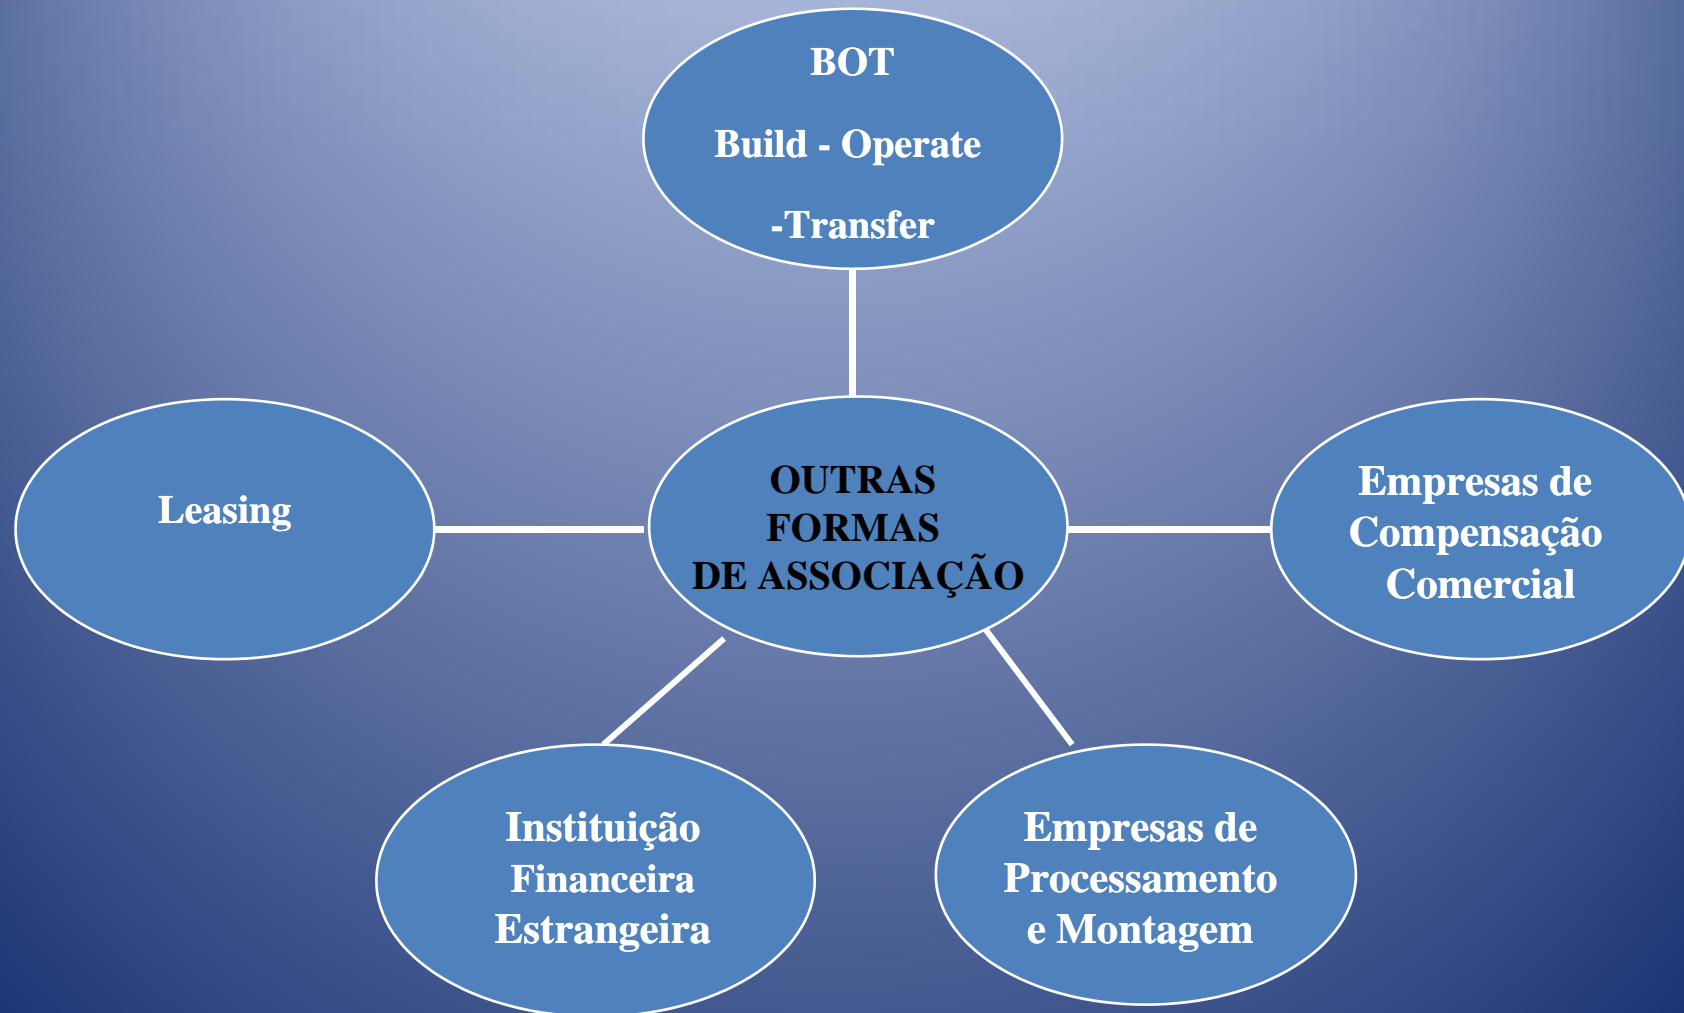 BOT
Build - Operate
-Transfer
Leasing
OUTRAS
FORMAS
DE ASSOCIAÇÃO
Empresas de
Compensação
Comercial
Instituição
Financeira
Estrangeira
Empresas de
Processamento
e Montagem